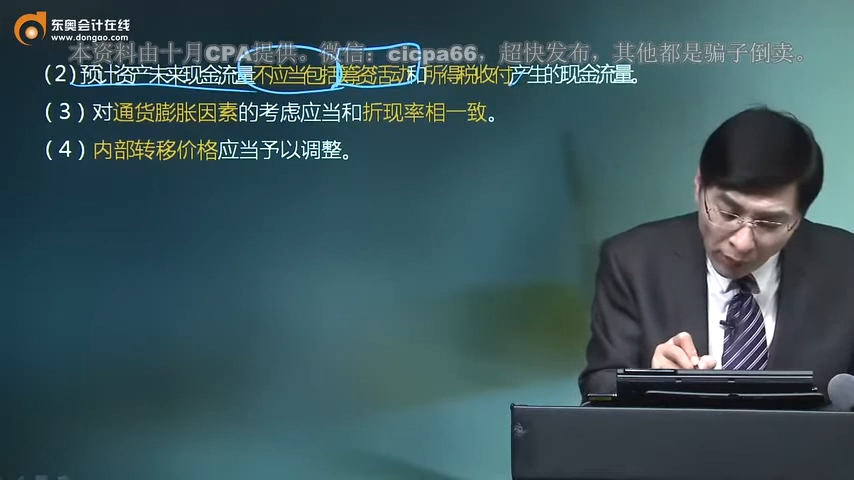 东奥会计在线
www.dongao.com
本资料由十月CPA提供。微信：cicpa66，超快发布，其他都是骗子倒卖。
（2）预计资产未来现金流量不应当包括筹资活动和所得税收付产生的现金流量。
（3）对通货膨胀因素的考虑应当和折现率相一致。
（4）内部转移价格应当予以调整。